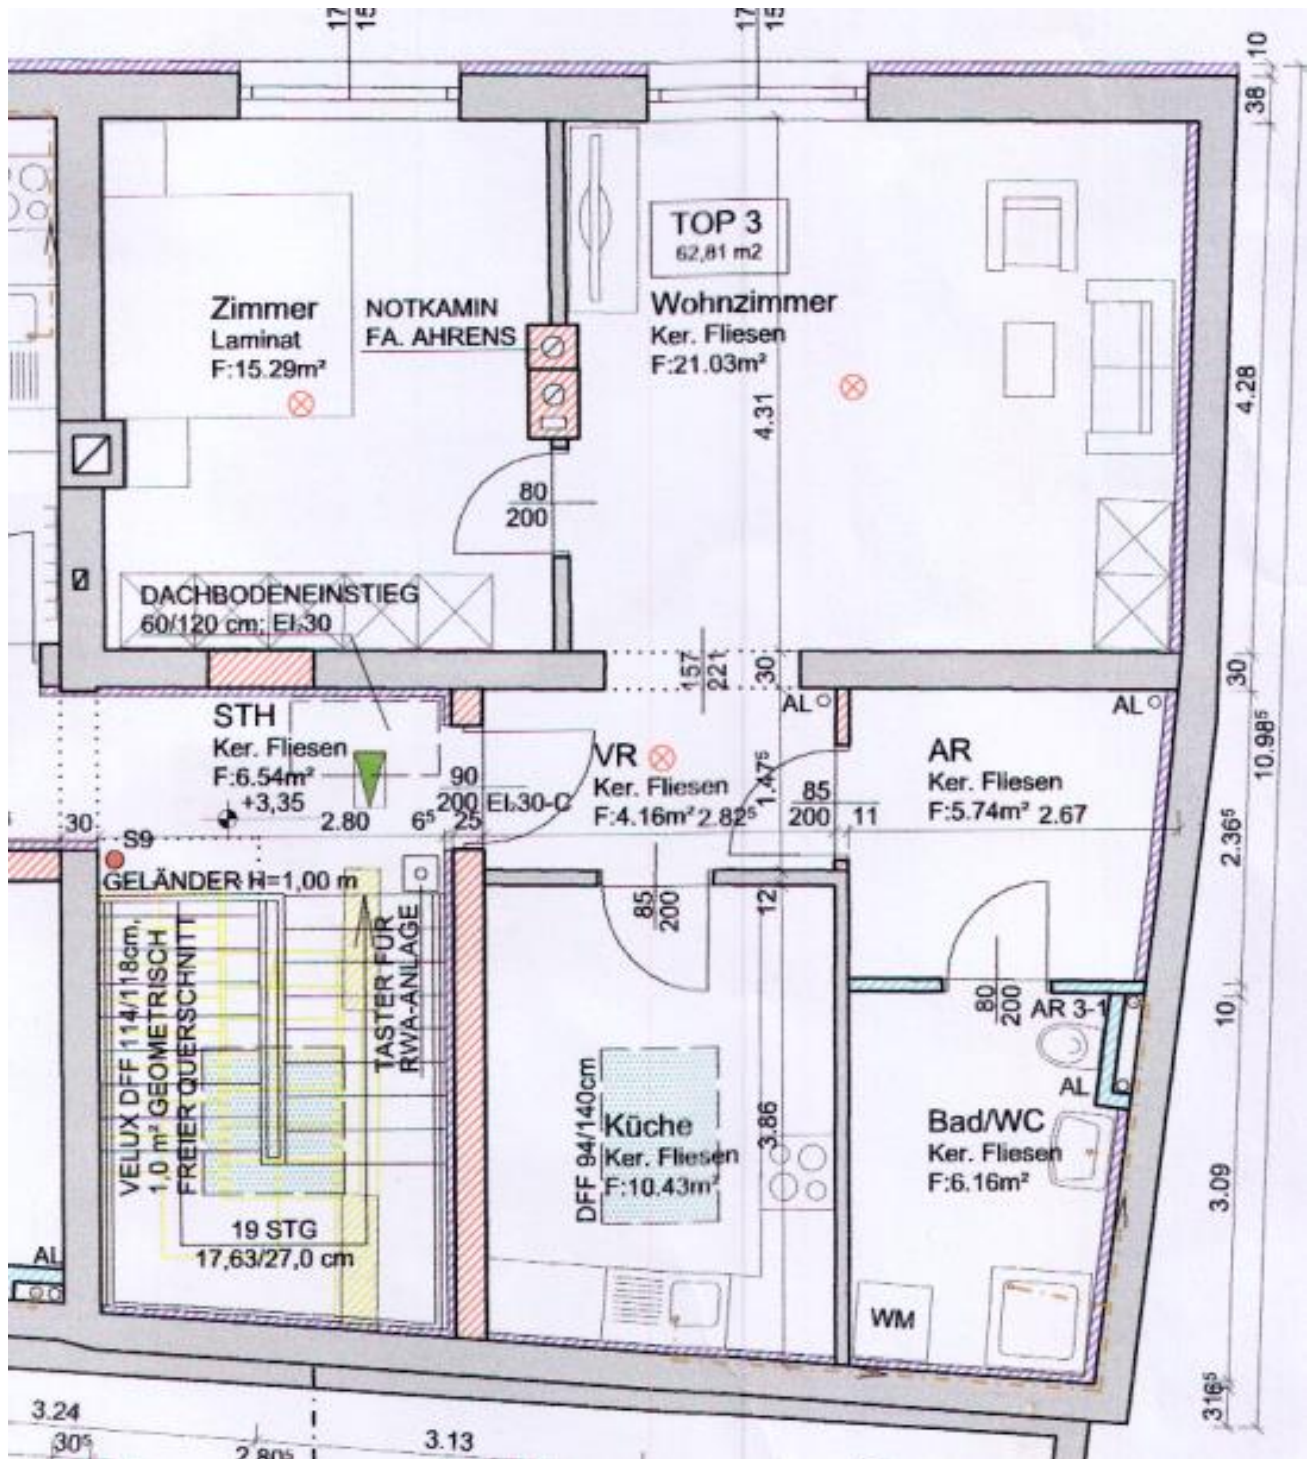 17
15
17
15
10
38
TOP 3
62,81 m2
Zimmer
Laminat
F:15.29m²
NOTKAMIN
FA. AHRENS
Wohnzimmer
Ker. Fliesen
F:21.03m²
4.31
4.28
80
200
DACHBODENEINSTIEG
60/120 cm; EI-30
157
221
30
30
STH
Ker. Fliesen
F:6.54m²
+3,35
AL
AL
VR
Ker. Fliesen
F:4.16m² 2.82⁵
1.47⁵
AR
Ker. Fliesen
F:5.74m² 2.67
10.98⁵
90
200 EI-30-C
85
200
11
30
2.80
6⁵
25
2.36⁵
S9
GELÄNDER H=1,00 m
85
200
12
VELUX DFF 114/118cm,
1,0 m² GEOMETRISCH
FREIER QUERSCHNITT
TASTER FÜR
RWA-ANLAGE
80
200
AR 3-1
10
AL
DFF 94/140cm
Küche
Ker. Fliesen
F:10.43m²
3.86
Bad/WC
Ker. Fliesen
F:6.16m²
3.09
19 STG
17,63/27,0 cm
AL
WM
3.24
30⁵
2.80⁵
3.13